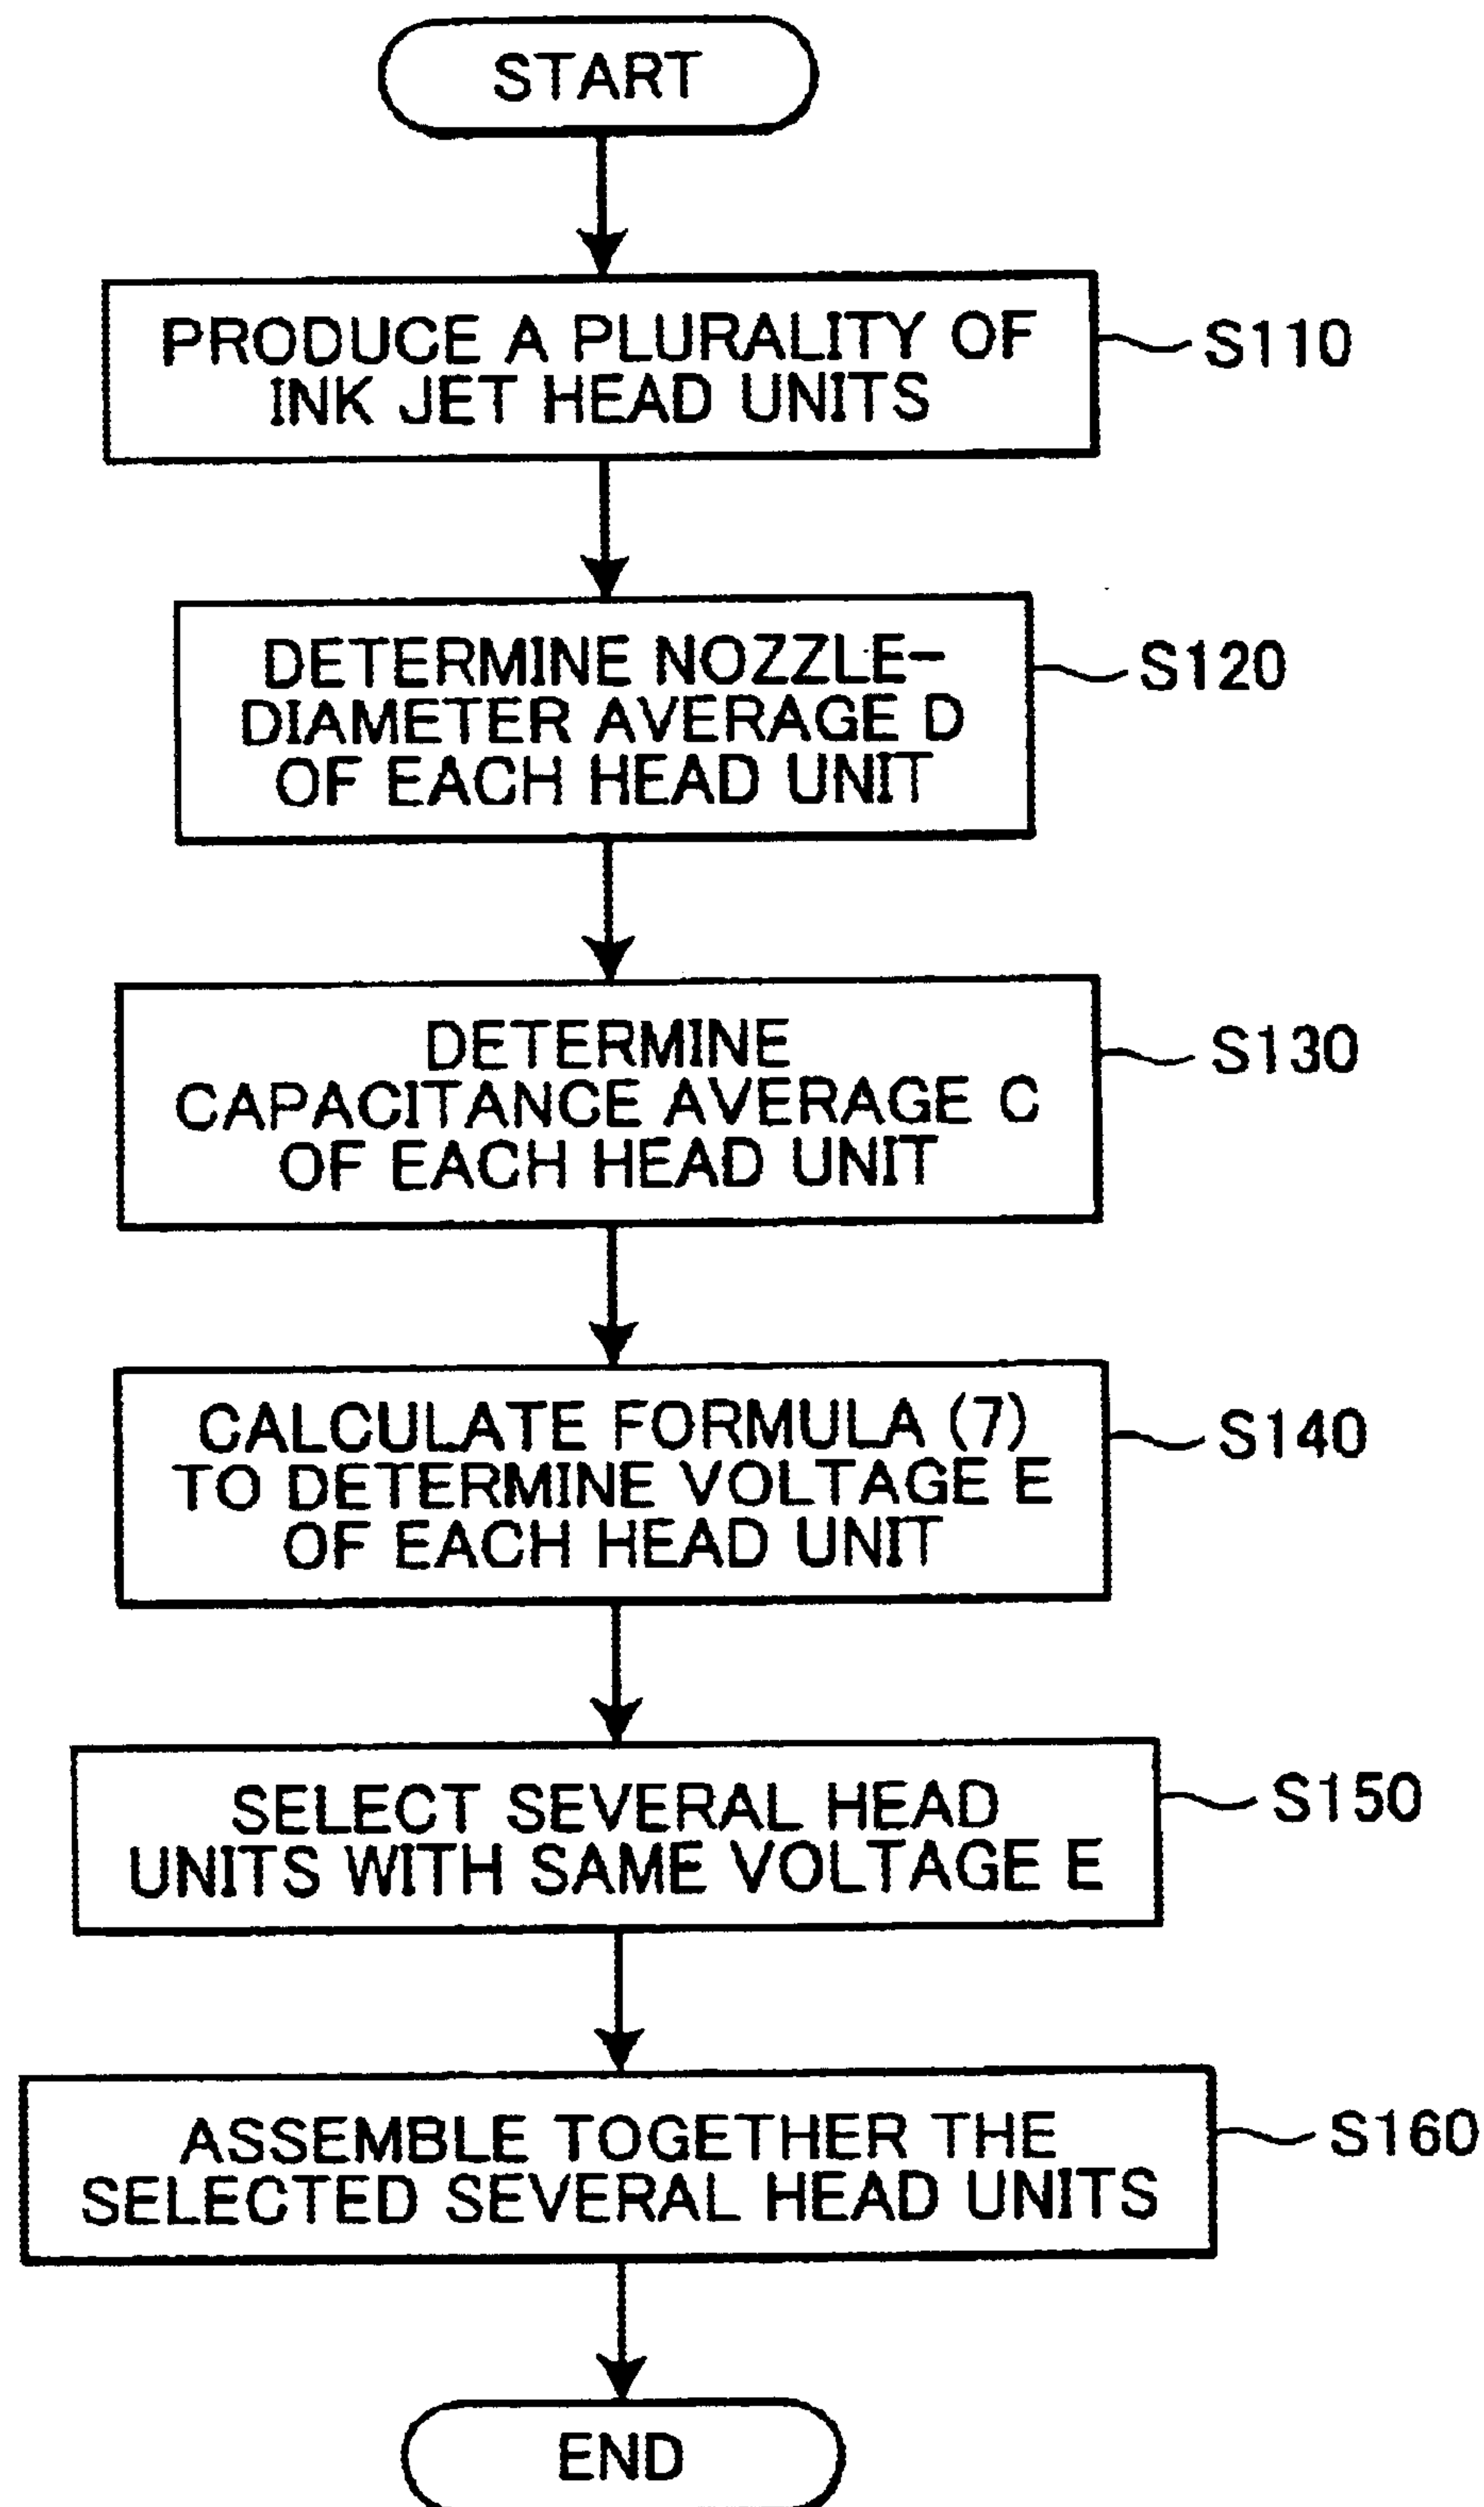 START
PRODUCE A PLURALITY OF
INK JET HEAD UNITS
S110
DETERMINE NOZZLE-
DIAMETER AVERAGE D
OF EACH HEAD UNIT
S120
DETERMINE
CAPACITANCE AVERAGE C
OF EACH HEAD UNIT
S130
CALCULATE FORMULA (7)
TO DETERMINE VOLTAGE E
OF EACH HEAD UNIT
S140
SELECT SEVERAL HEAD
UNITS WITH SAME VOLTAGE E
S150
ASSEMBLE TOGETHER THE
SELECTED SEVERAL HEAD UNITS
S160
END